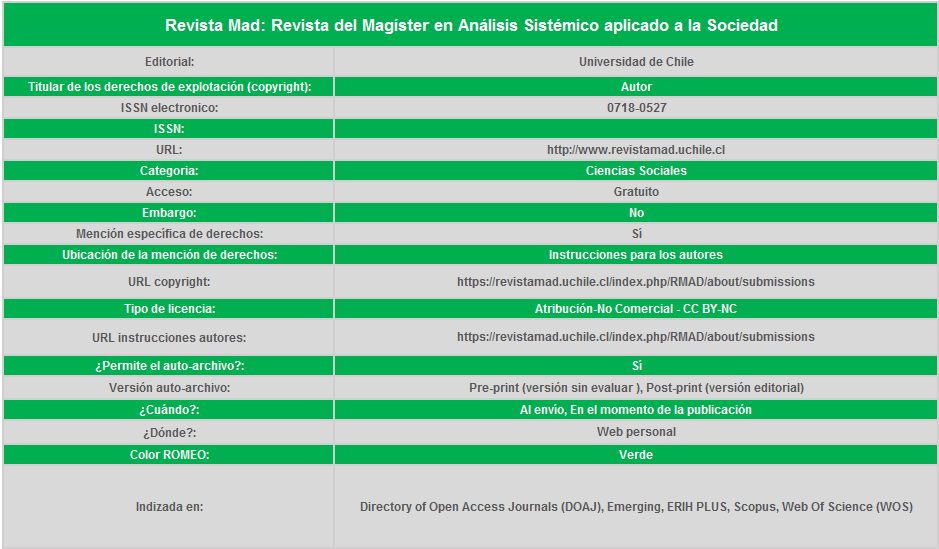 Revista Mad: Revista del Magíster en Análisis Sistémico aplicado a la Sociedad
Editorial: Universidad de Chile
Titular de los derechos de explotación (copyright): Autor
ISSN electronico: 0718-0527
ISSN:
URL: http://www.revistamad.uchile.cl
Categoria: Ciencias Sociales
Acceso: Gratuito
Embargo: No
Mención especifica de derechos: Sì
Ubicación de la mención de derechos: Instrucciones para los autores
URL copyright: https://revistamad.uchile.cl/index.php/RMAD/about/submissions
Tipo de licencia: Atribución-No Comercial - CC BY-NC
URL instrucciones autores: https://revistamad.uchile.cl/index.php/RMAD/about/submissions
¿Permite el auto-archivo?: Sì
Versión auto-archivo: Pre-print (versión sin evaluar ), Post-print (versión editorial)
¿Cuándo?: Al envío, En el momento de la publicación
¿Dónde?: Web personal
Color ROMEO: Verde
Indizada en: Directory of Open Access Journals (DOAJ), Emerging, ERIH PLUS, Scopus, Web Of Science (WOS)